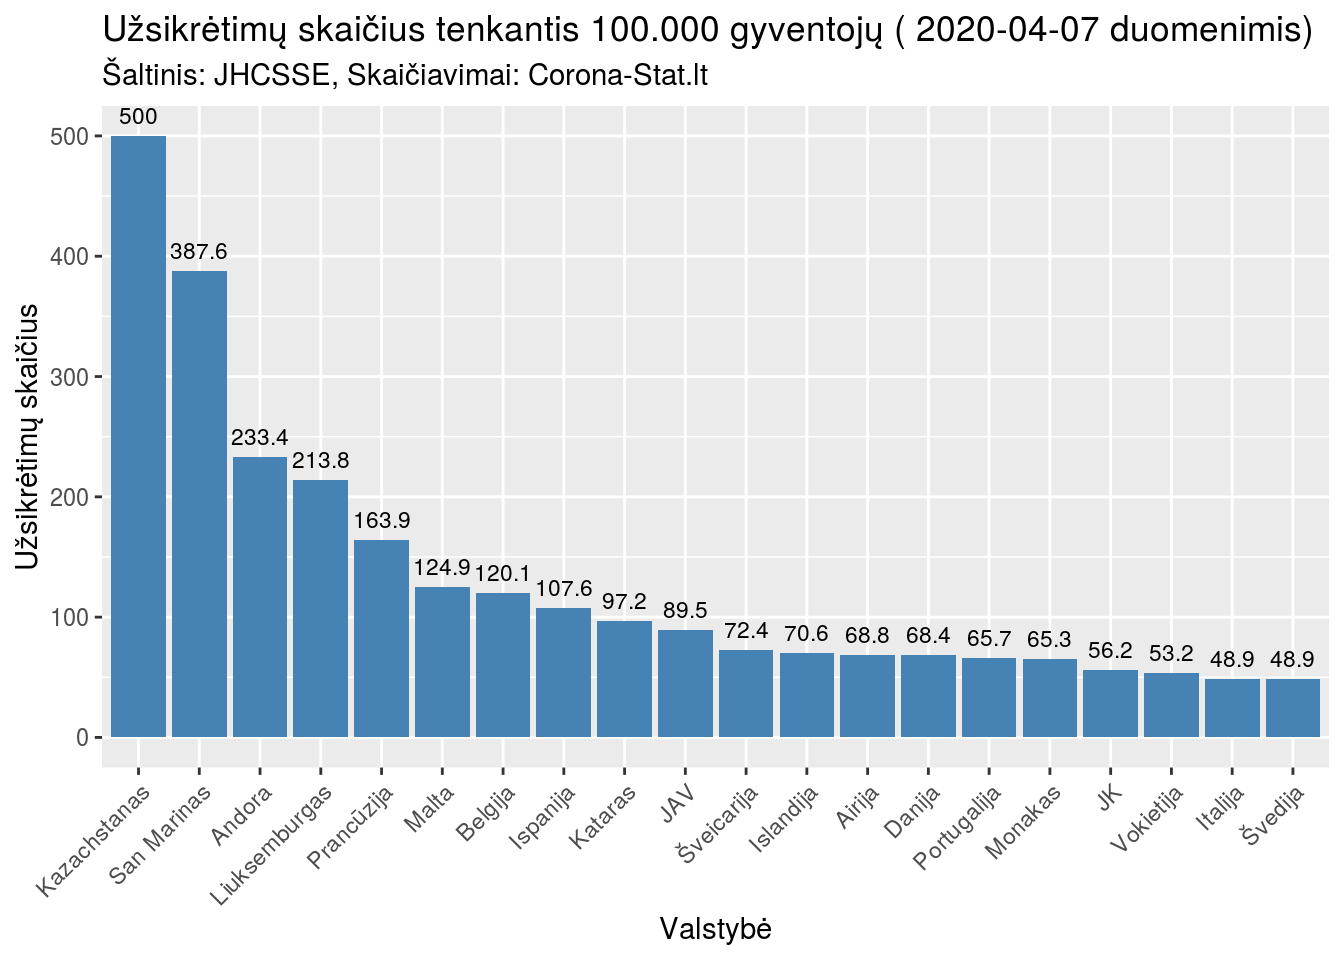 Užsikrėtimų skaičius tenkantis 100.000 gyventojų ( 2020-04-07 duomenimis)
Šaltinis: JHCSSE, Skaičiavimai: Corona-Stat.lt
Užsikrėtimų skaičius
500
400
300
200
100
0
500
387.6
233.4
213.8
163.9
124.9
120.1
107.6
97.2
89.5
72.4
70.6
68.8
68.4
65.7
65.3
56.2
53.2
48.9
48.9
Kazachstanas
San Marinas
Andora
Liuksemburgas
Prancūzija
Malta
Belgija
Ispanija
Kataras
JAV
Šveicarija
Islandija
Airija
Danija
Portugalija
Monakas
JK
Vokietija
Italija
Švedija
Valstybė